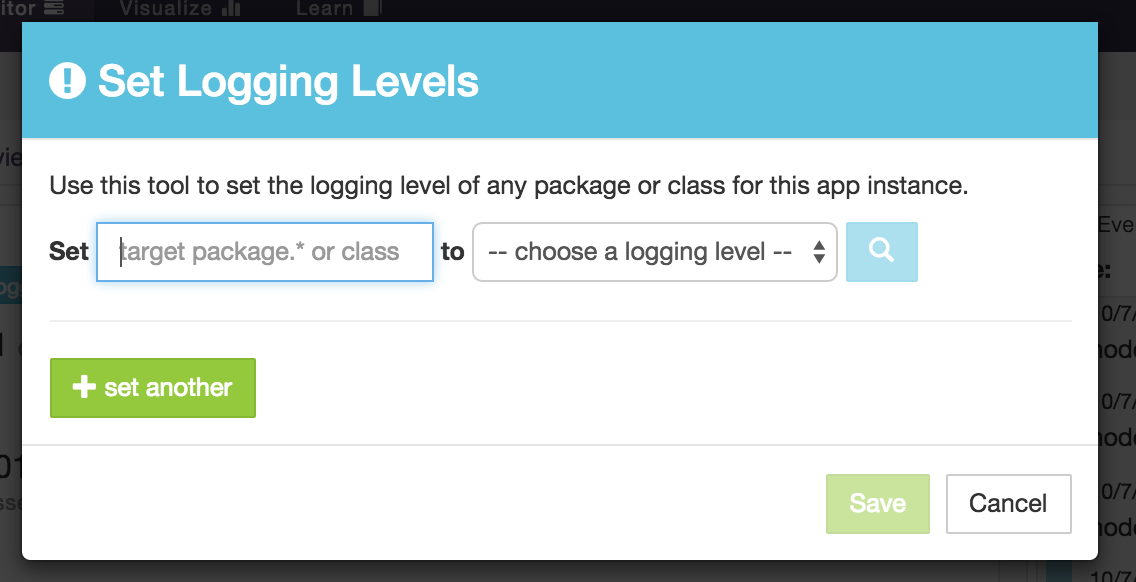 Visualize
Learn
Set Logging Levels
Use this tool to set the logging level of any package or class for this app instance.
Set target package.* or class to -- choose a logging level --
set another
Save Cancel